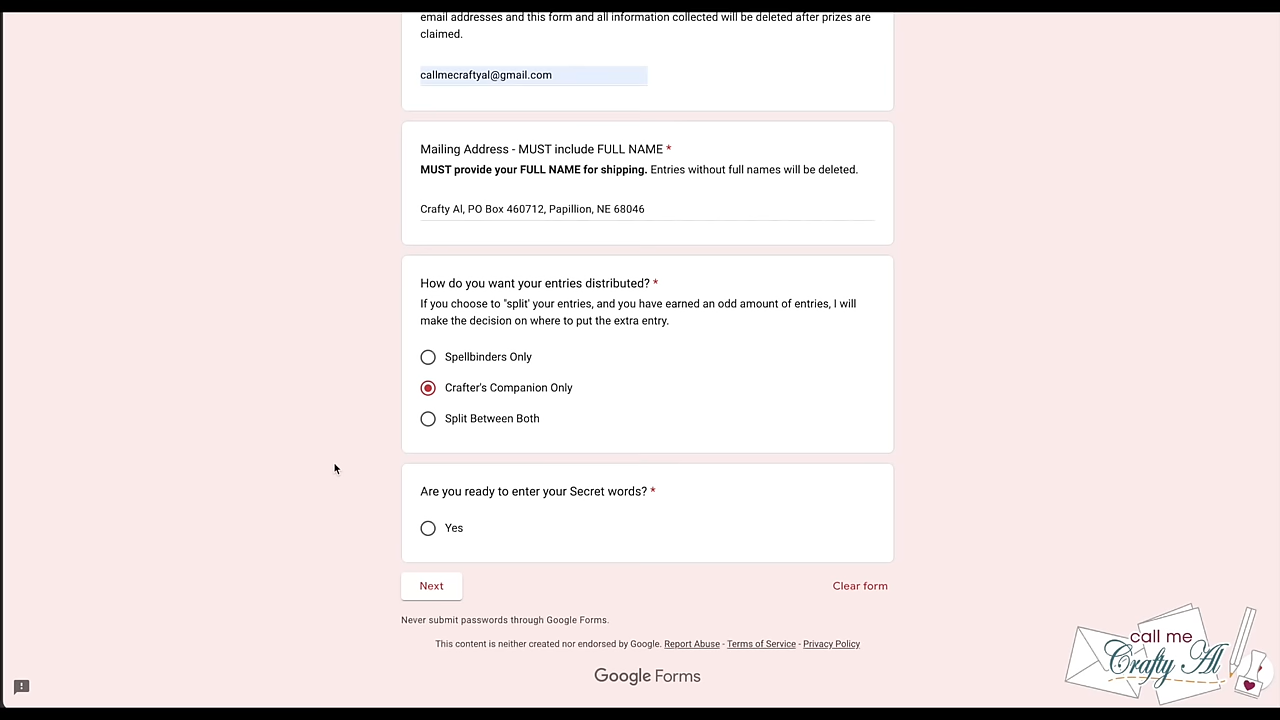 email addresses and this form and all information collected will be deleted after prizes are
claimed.
callmecraftyal@gmail.com
Mailing Address - MUST include FULL NAME *
MUST provide your FULL NAME for shipping. Entries without full names will be deleted.
Crafty Al, PO Box 460712, Papillion, NE 68046
How do you want your entries distributed? *
If you choose to "split' your entries, and you have earned an odd amount of entries, I will
make the decision on where to put the extra entry.
Spellbinders Only
Crafter's Companion Only
Split Between Both
Are you ready to enter your Secret words? *
Yes
Next
Clear form
Never submit passwords through Google Forms.
This content is neither created nor endorsed by Google. Report Abuse - Terms of Service - Privacy Policy
Google Forms
call me
Crafty Al